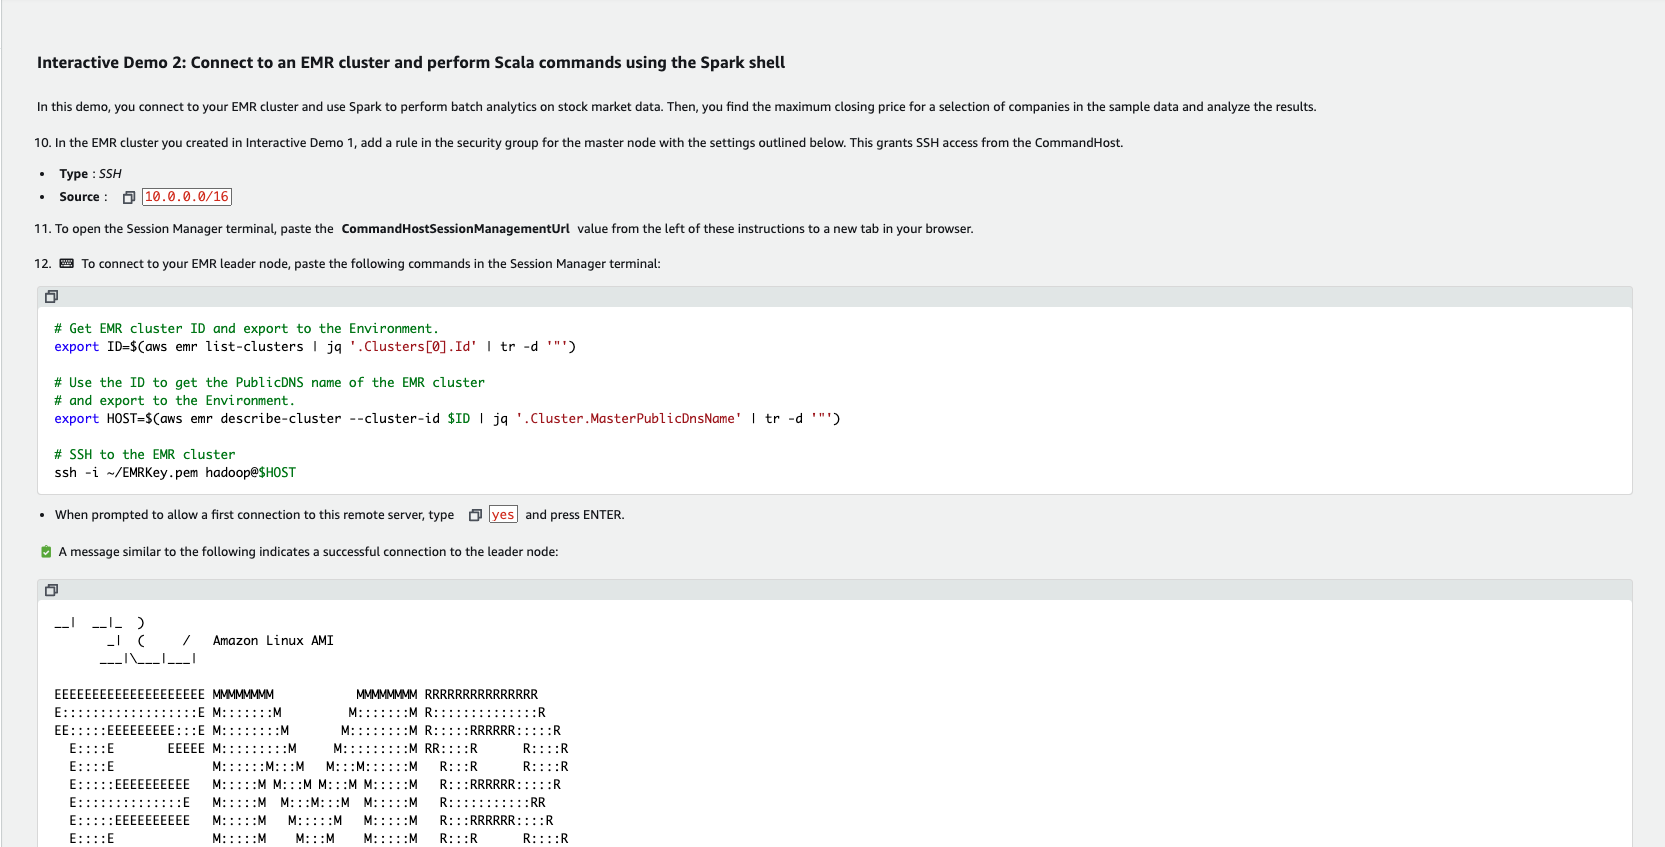 Interactive Demo 2: Connect to an EMR cluster and perform Scala commands using the Spark shell
In this demo, you connect to your EMR cluster and use Spark to perform batch analytics on stock market data. Then, you find the maximum closing price for a selection of companies in the sample data and analyze the results.
10. In the EMR cluster you created in Interactive Demo 1, add a rule in the security group for the master node with the settings outlined below. This grants SSH access from the CommandHost.
• Type : SSH
• Source : 10.0.0.0/16
11. To open the Session Manager terminal, paste the CommandHostSessionManagementUrl value from the left of these instructions to a new tab in your browser.
12. To connect to your EMR leader node, paste the following commands in the Session Manager terminal:
# Get EMR cluster ID and export to the Environment.
export ID=$(aws emr list-clusters | jq '.Clusters[0].Id' | tr -d '"')
# Use the ID to get the PublicDNS name of the EMR cluster
# and export to the Environment.
export HOST=$(aws emr describe-cluster --cluster-id $ID | jq '.Cluster.MasterPublicDnsName' | tr -d '"')
# SSH to the EMR cluster
ssh -i ~/EMRKey.pem hadoop@$HOST
• When prompted to allow a first connection to this remote server, type yes and press ENTER.
A message similar to the following indicates a successful connection to the leader node:
__|  __|_  )
       _|  (     /   Amazon Linux AMI
      ___|\___|___|
EEEEEEEEEEEEEEEEEEEE MMMMMMMM           MMMMMMMM RRRRRRRRRRRRRRR
E::::::::::::::::::E M:::::::M         M:::::::M R::::::::::::::R
EE:::::EEEEEEEEE:::E M::::::::M       M::::::::M R:::::RRRRRR:::::R
  E::::E       EEEEE M:::::::::M     M:::::::::M RR::::R      R::::R
  E::::E             M::::::M:::M   M:::M::::::M   R:::R      R::::R
  E:::::EEEEEEEEEE   M:::::M M:::M M:::M M:::::M   R:::RRRRRR:::::R
  E::::::::::::::E   M:::::M  M:::M:::M  M:::::M   R:::::::::::RR
  E:::::EEEEEEEEEE   M:::::M   M:::::M   M:::::M   R:::RRRRRR::::R
  E::::E             M:::::M    M:::M    M:::::M   R:::R      R::::R